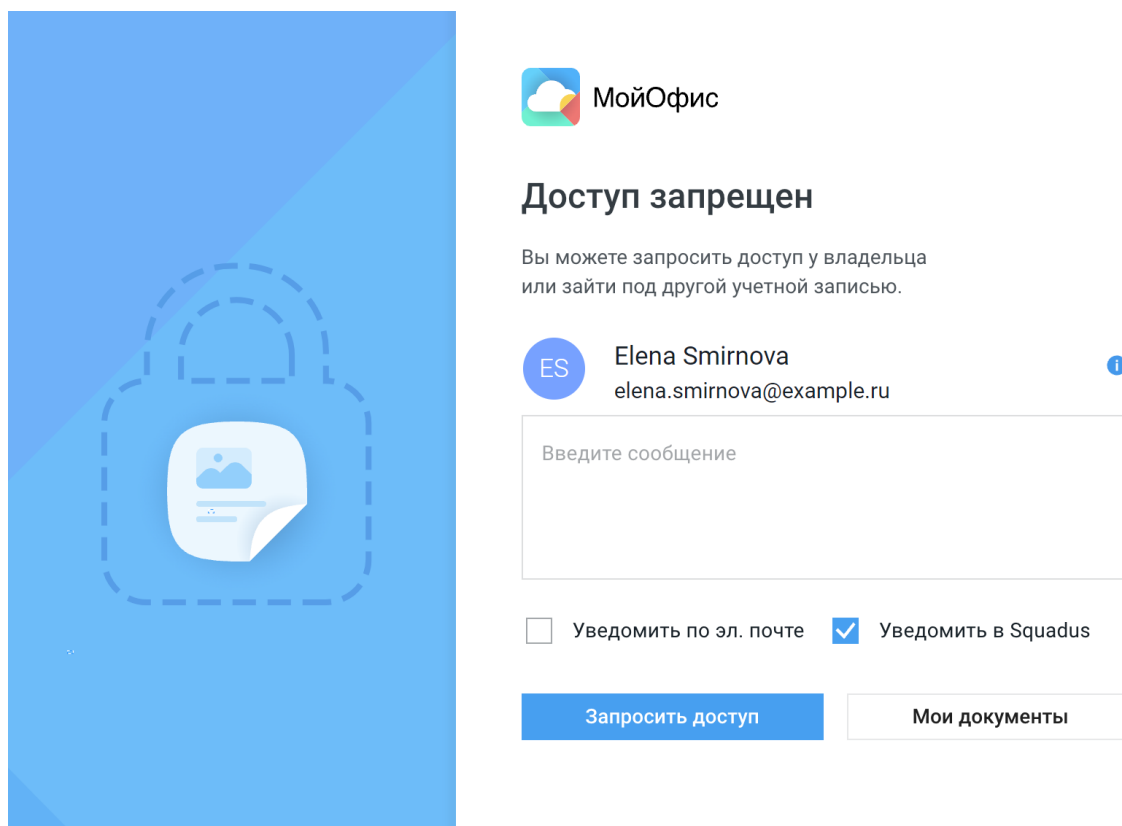 МойОфис
Доступ запрещен
Вы можете запросить доступ у владельца
или зайти под другой учетной записью.
ES
Elena Smirnova
elena.smirnova@example.ru
Введите сообщение
Уведомить по эл. почте
Уведомить в Squadus
Запросить доступ
Мои документы